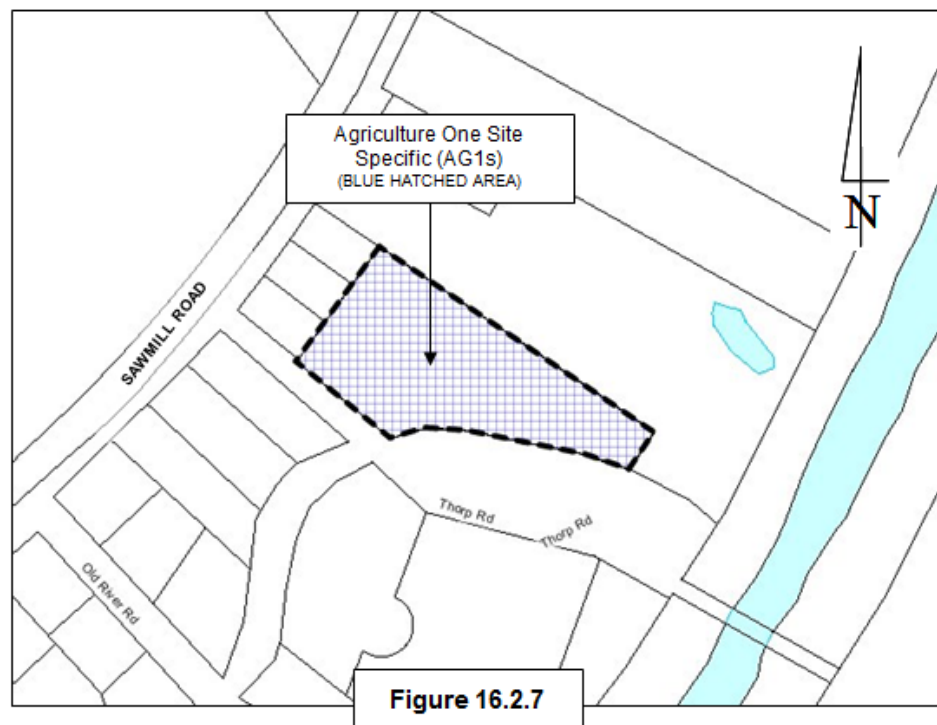 Agriculture One Site
Specific (AG1s)
(BLUE HATCHED AREA)
N
SAWMILL ROAD
Thorp Rd
Thorp Rd
Old River Rd
Figure 16.2.7